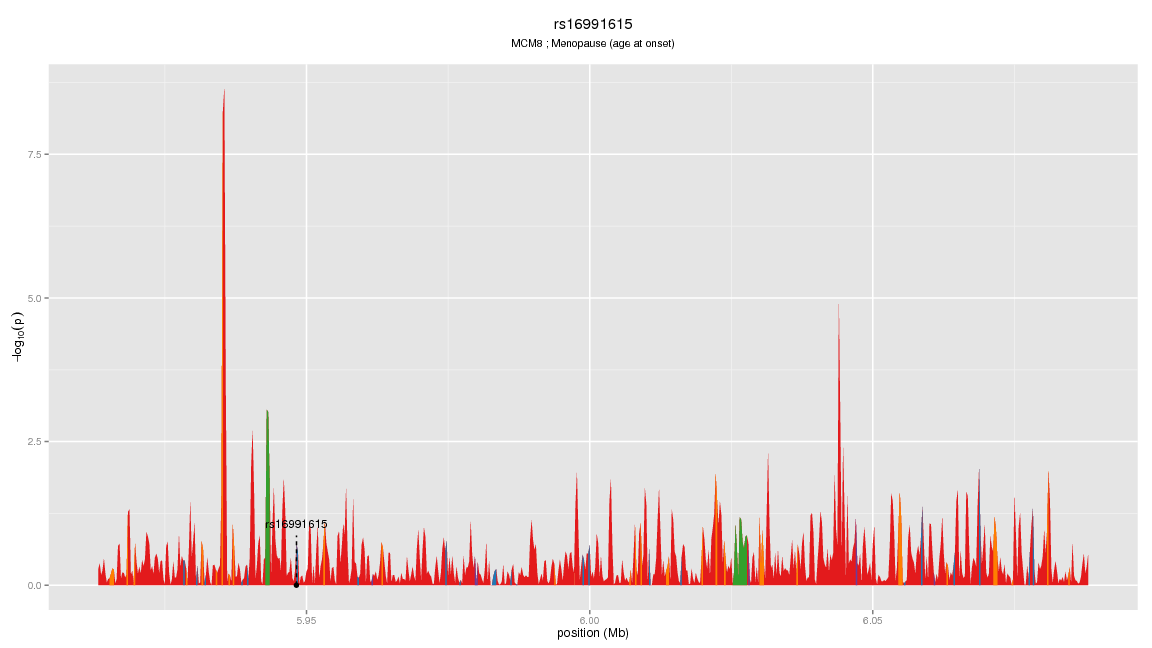 rs16991615
MCM8 ; Menopause (age at onset)
−log10(p)
7.5
5.0
2.5
0.0
rs16991615
5.95
6.00
6.05
position (Mb)